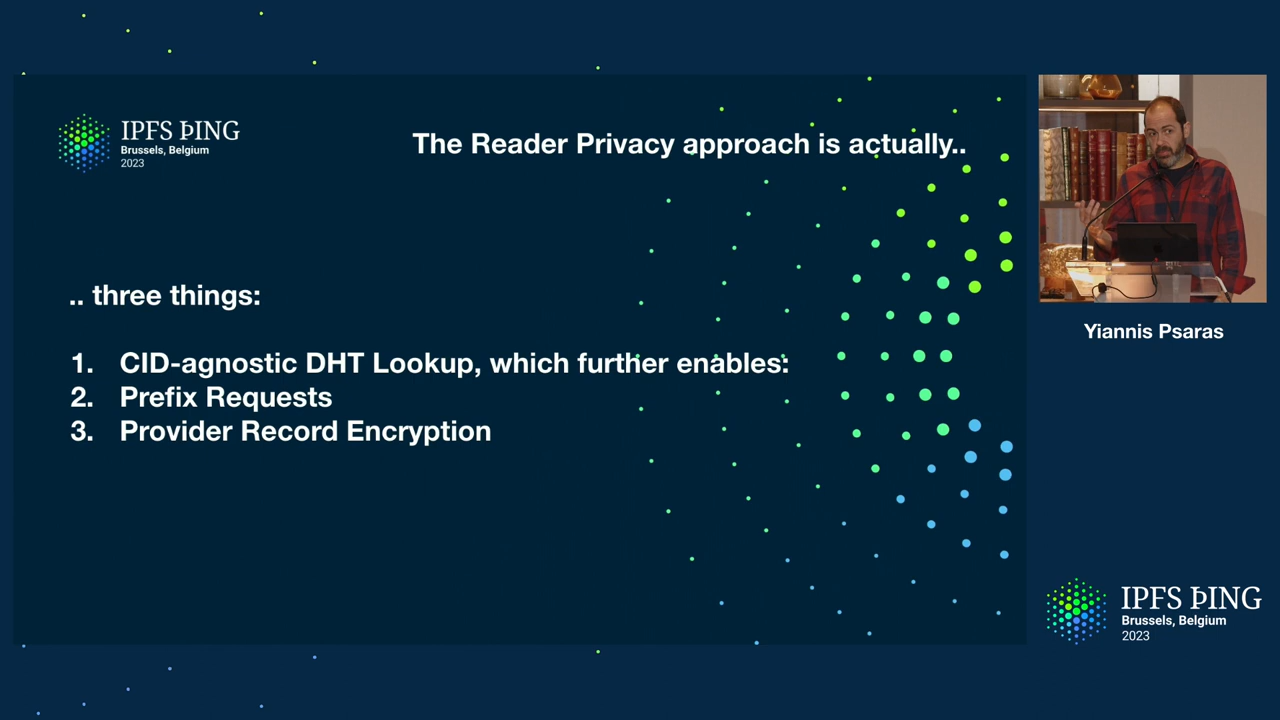 IPFS ÞING
Brussels, Belgium
2023
The Reader Privacy approach is actually..
.. three things:
1. CID-agnostic DHT Lookup, which further enables:
2. Prefix Requests
3. Provider Record Encryption
Yiannis Psaras
IPFS ÞING
Brussels, Belgium
2023